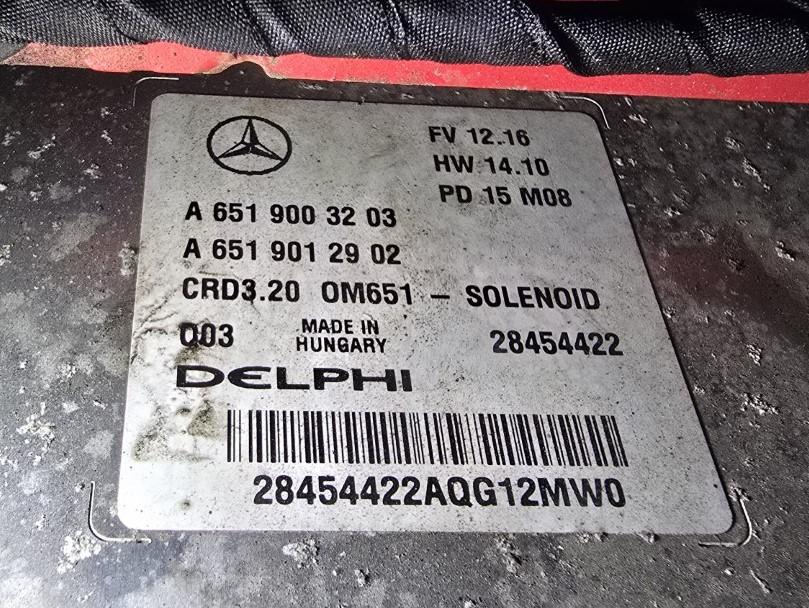 FV 12.16
HW 14.10
PD 15 M08
A 651 900 32 03
A 651 901 29 02
CRD3.20 OM651 – SOLENOID
Q03 MADE IN HUNGARY 28454422
DELPHI
28454422AQG12MW0